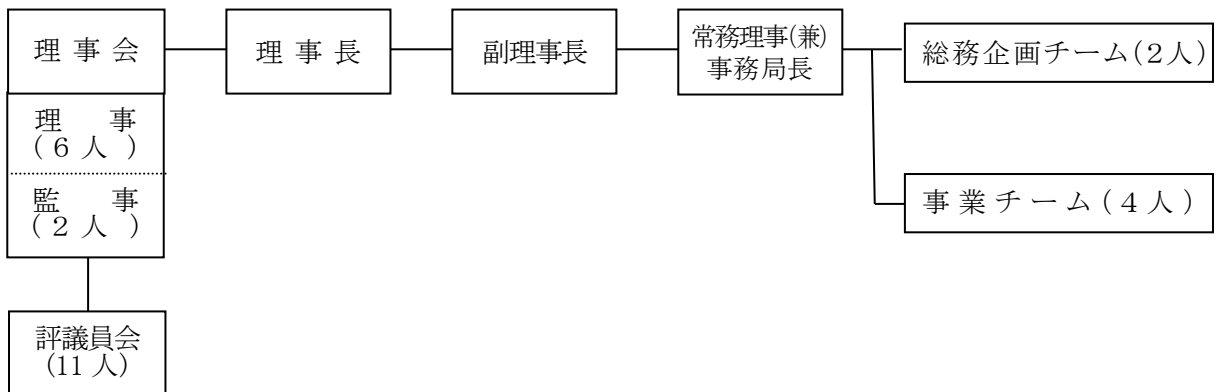 理事会
理事長
副理事長
常務理事(兼)
事務局長
総務企画チーム(2人)
理事
(6人)
監事
(2人)
事業チーム(4人)
評議員会
(11人)